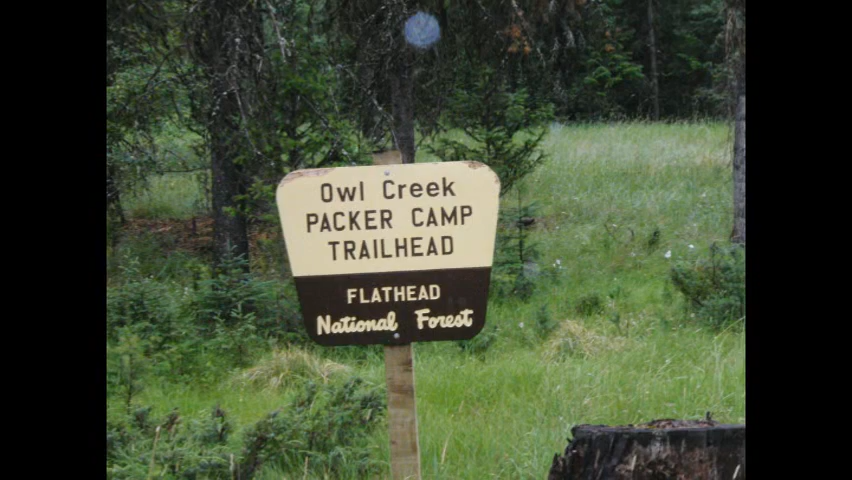 Owl Creek
PACKER CAMP
TRAILHEAD
FLATHEAD
National Forest